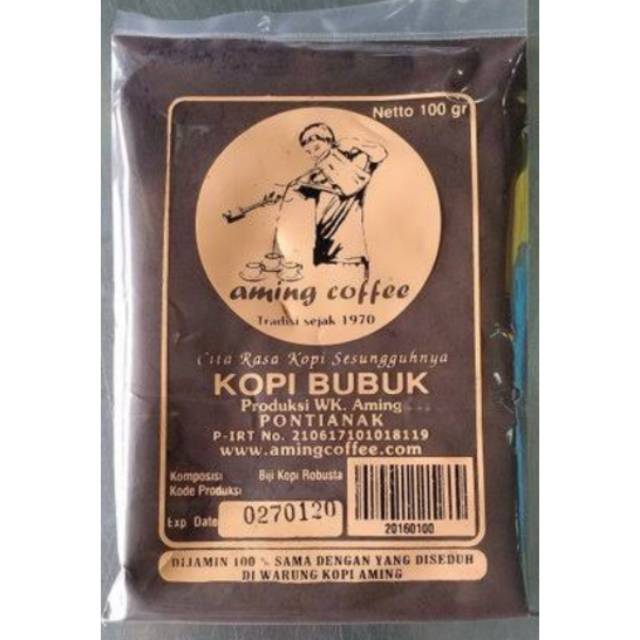 Netto 100 gr
aming coffee
Tradisi sejak 1970
Cita Rasa Kopi Sesungguhnya
KOPI BUBUK
Produksi WK. Aming
PONTIANAK
P-IRT No. 210617101018119
www.amingcoffee.com
Komposisi Biji Kopi Robusta
Kode Produksi
Exp Date 0270120
20160100
DIJAMIN 100 % SAMA DENGAN YANG DISEDUH
DI WARUNG KOPI AMING